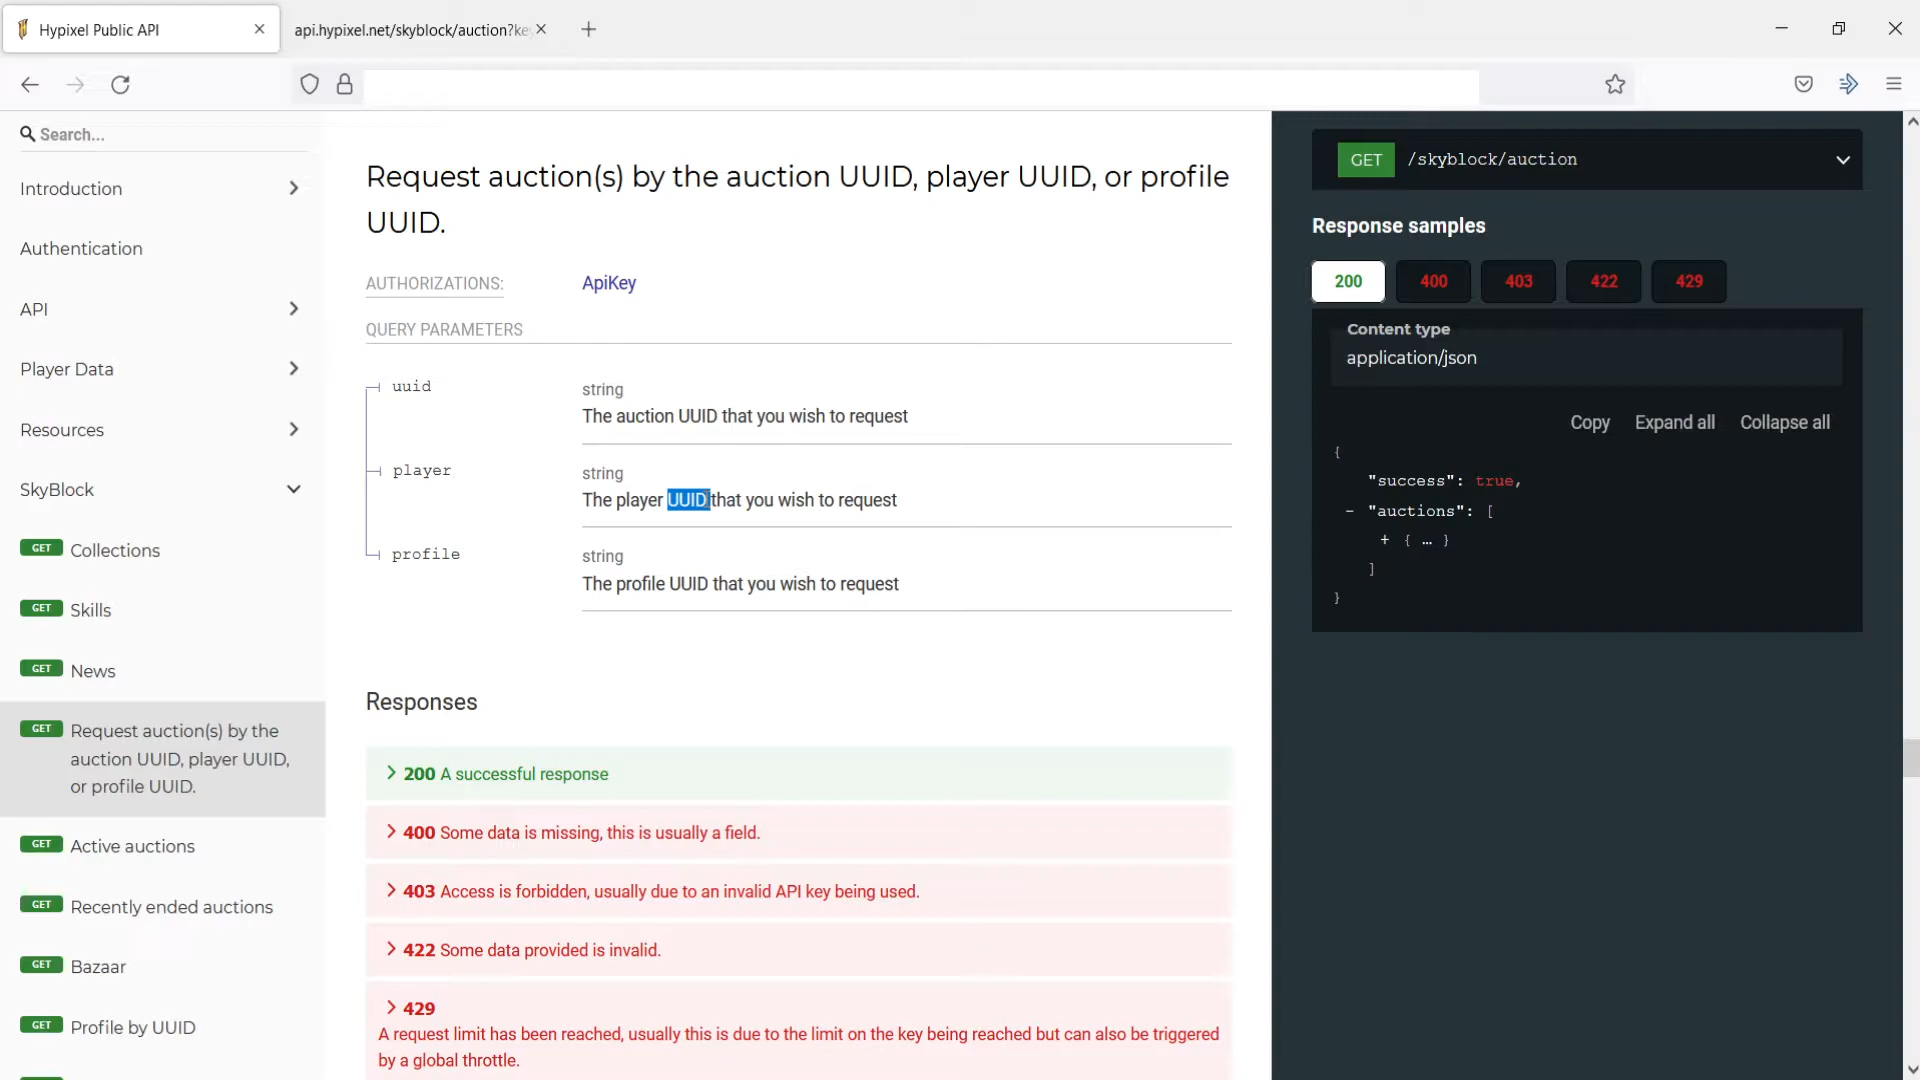 Hypixel Public API
api.hypixel.net/skyblock/auction?key
Search...
Introduction
Authentication
API
Player Data
Resources
SkyBlock
GET Collections
GET Skills
GET News
GET Request auction(s) by the
auction UUID, player UUID,
or profile UUID.
GET Active auctions
GET Recently ended auctions
GET Bazaar
GET Profile by UUID
Request auction(s) by the auction UUID, player UUID, or profile
UUID.
AUTHORIZATIONS: ApiKey
QUERY PARAMETERS
uuid
string
The auction UUID that you wish to request
player
string
The player UUID that you wish to request
profile
string
The profile UUID that you wish to request
Responses
200 A successful response
400 Some data is missing, this is usually a field.
403 Access is forbidden, usually due to an invalid API key being used.
422 Some data provided is invalid.
429
A request limit has been reached, usually this is due to the limit on the key being reached but can also be triggered
by a global throttle.
GET /skyblock/auction
Response samples
200 400 403 422 429
Content type
application/json
Copy Expand all Collapse all
{
"success": true,
- "auctions": [
+ { … }
]
}